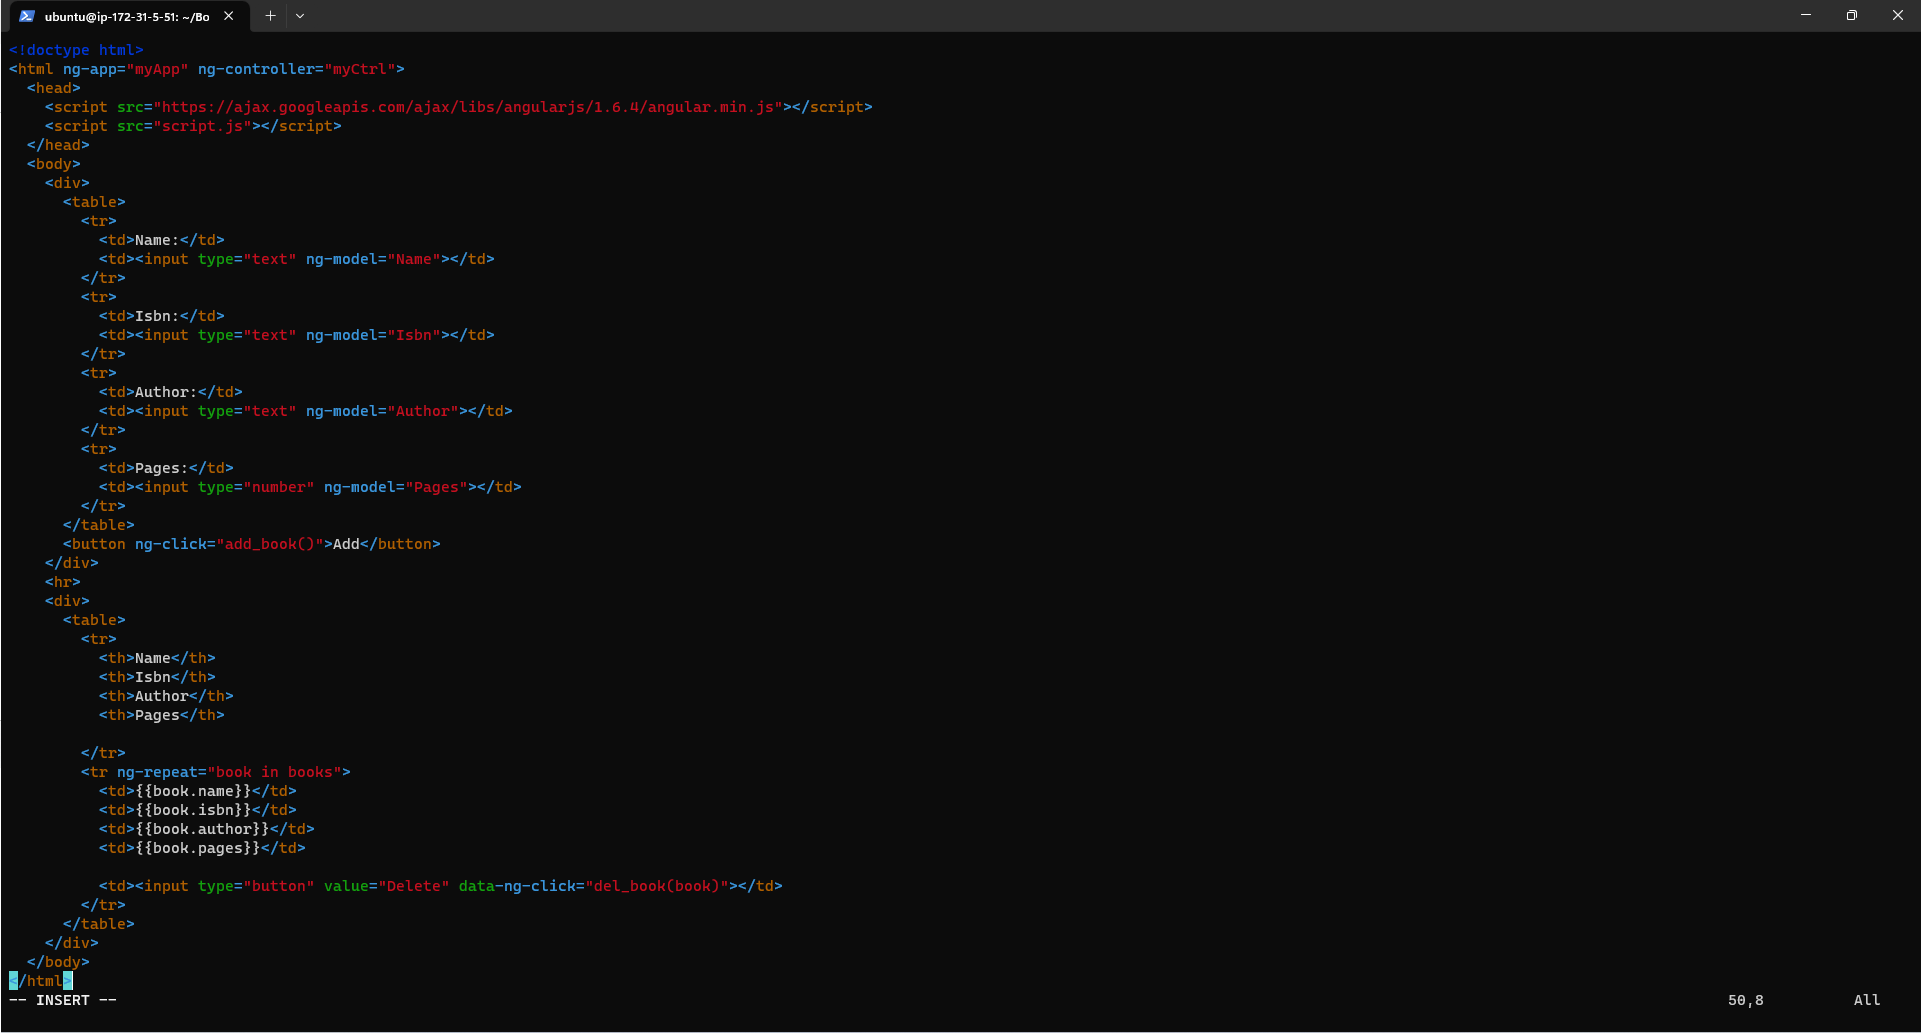 ubuntu@ip-172-31-5-51: ~/Bo
<!doctype html>
<html ng-app="myApp" ng-controller="myCtrl">
  <head>
    <script src="https://ajax.googleapis.com/ajax/libs/angularjs/1.6.4/angular.min.js"></script>
    <script src="script.js"></script>
  </head>
  <body>
    <div>
      <table>
        <tr>
          <td>Name:</td>
          <td><input type="text" ng-model="Name"></td>
        </tr>
        <tr>
          <td>Isbn:</td>
          <td><input type="text" ng-model="Isbn"></td>
        </tr>
        <tr>
          <td>Author:</td>
          <td><input type="text" ng-model="Author"></td>
        </tr>
        <tr>
          <td>Pages:</td>
          <td><input type="number" ng-model="Pages"></td>
        </tr>
      </table>
      <button ng-click="add_book()">Add</button>
    </div>
    <hr>
    <div>
      <table>
        <tr>
          <th>Name</th>
          <th>Isbn</th>
          <th>Author</th>
          <th>Pages</th>

        </tr>
        <tr ng-repeat="book in books">
          <td>{{book.name}}</td>
          <td>{{book.isbn}}</td>
          <td>{{book.author}}</td>
          <td>{{book.pages}}</td>

          <td><input type="button" value="Delete" data-ng-click="del_book(book)"></td>
        </tr>
      </table>
    </div>
  </body>
</html>
-- INSERT -- 50,8 All